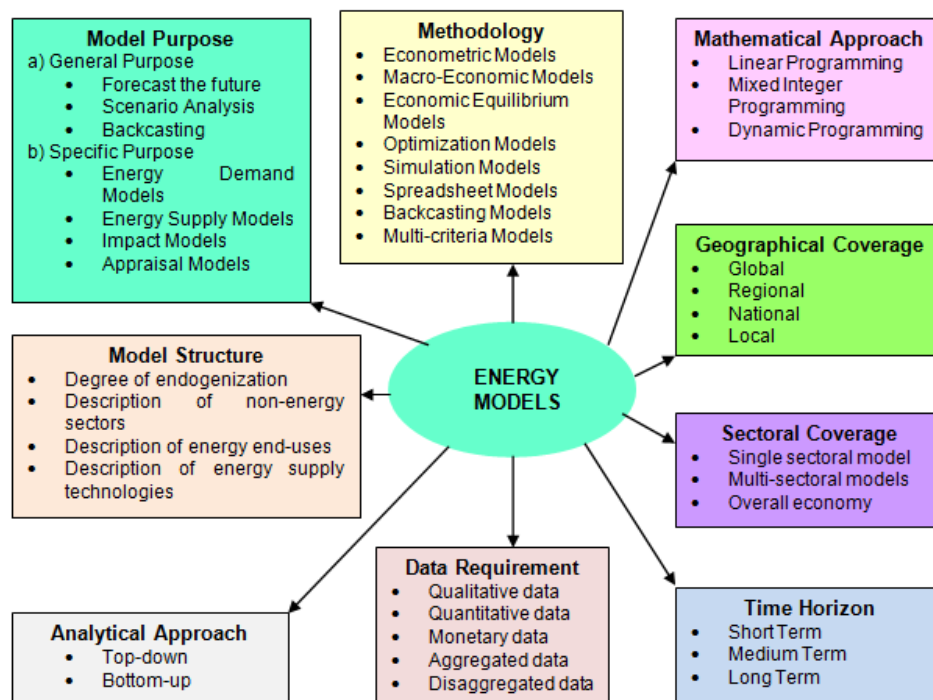 Model Purpose
a) General Purpose
• Forecast the future
• Scenario Analysis
• Backcasting
b) Specific Purpose
• Energy Demand
Models
• Energy Supply Models
• Impact Models
• Appraisal Models
Methodology
• Econometric Models
• Macro-Economic Models
• Economic Equilibrium
Models
• Optimization Models
• Simulation Models
• Spreadsheet Models
• Backcasting Models
• Multi-criteria Models
Mathematical Approach
• Linear Programming
• Mixed Integer
Programming
• Dynamic Programming
Geographical Coverage
• Global
• Regional
• National
• Local
Model Structure
• Degree of endogenization
• Description of non-energy
sectors
• Description of energy end-uses
• Description of energy supply
technologies
ENERGY
MODELS
Sectoral Coverage
• Single sectoral model
• Multi-sectoral models
• Overall economy
Analytical Approach
• Top-down
• Bottom-up
Data Requirement
• Qualitative data
• Quantitative data
• Monetary data
• Aggregated data
• Disaggregated data
Time Horizon
• Short Term
• Medium Term
• Long Term